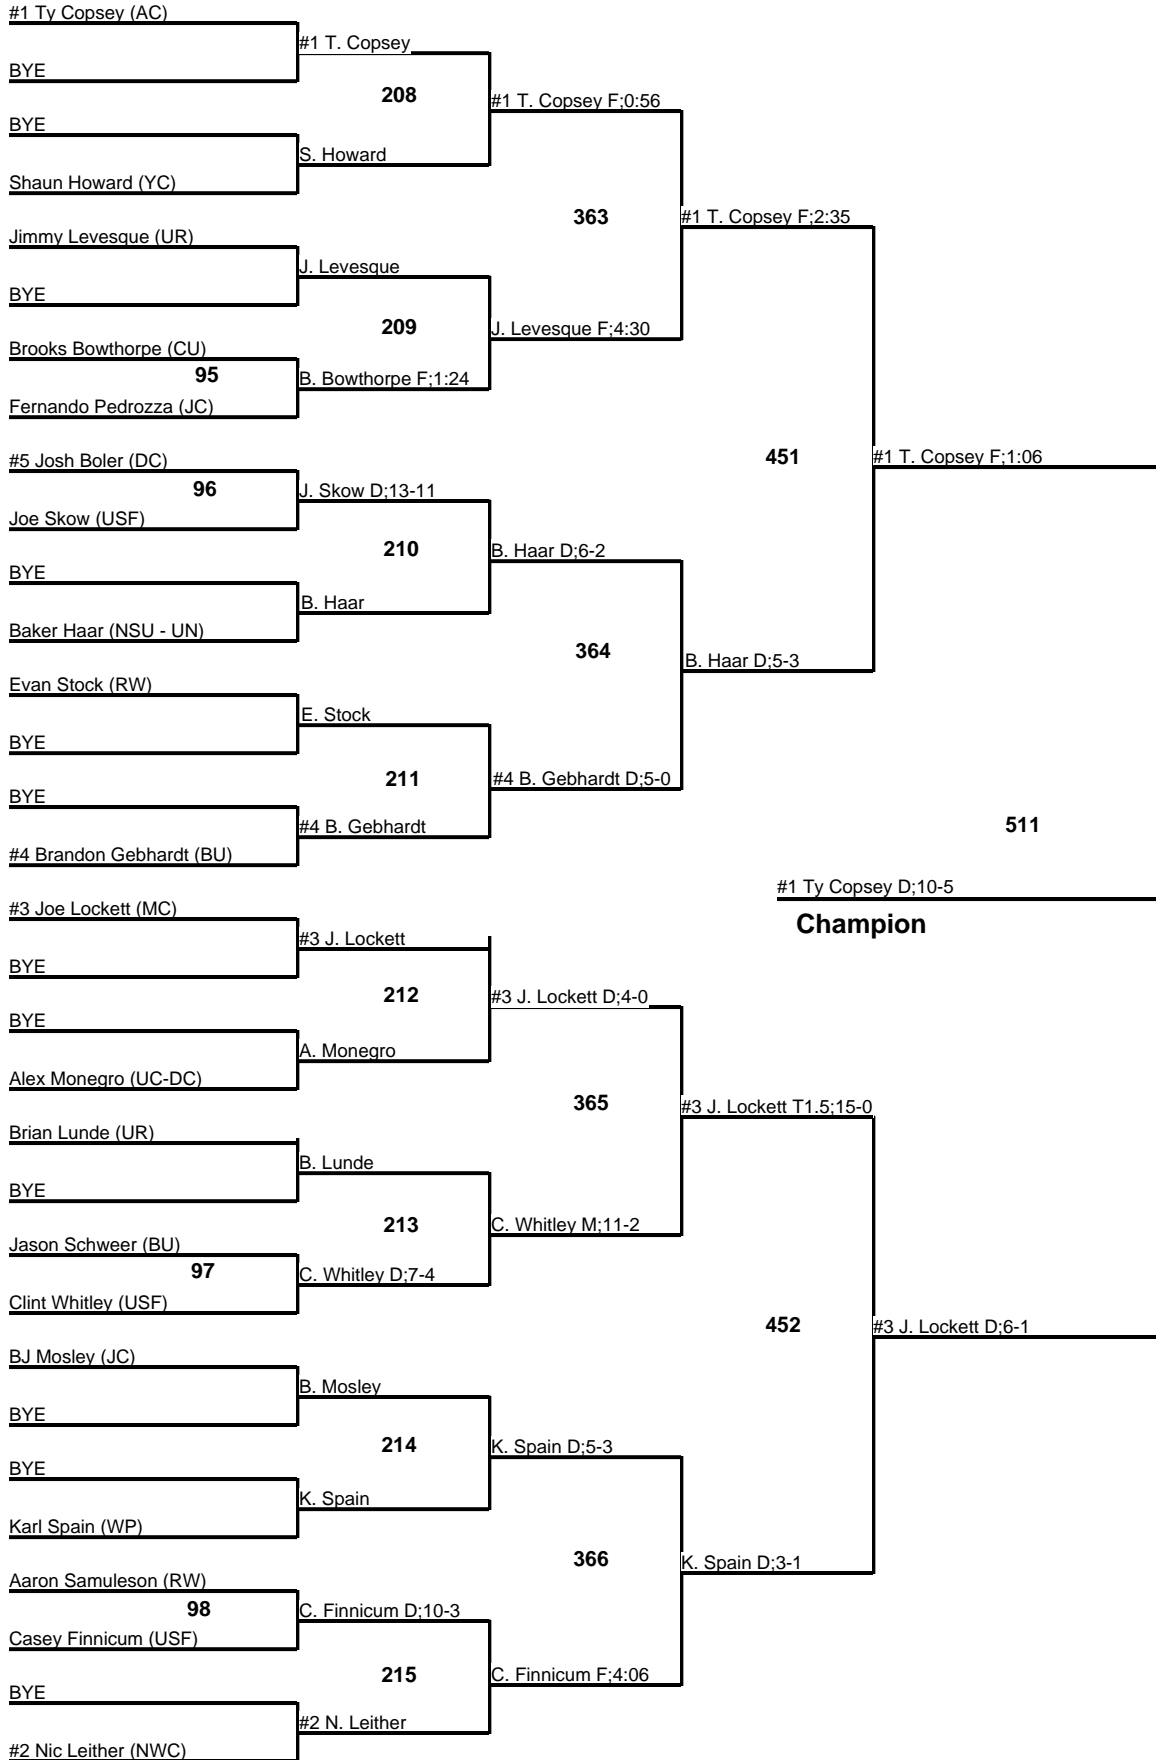 #1 Ty Copsey (AC)
#1 T. Copsey
BYE
208
#1 T. Copsey F;0:56
BYE
S. Howard
Shaun Howard (YC)
363
#1 T. Copsey F;2:35
Jimmy Levesque (UR)
J. Levesque
BYE
209
J. Levesque F;4:30
Brooks Bowthorpe (CU)
95
B. Bowthorpe F;1:24
Fernando Pedrozza (JC)
451
#1 T. Copsey F;1:06
#5 Josh Boler (DC)
96
J. Skow D;13-11
Joe Skow (USF)
210
B. Haar D;6-2
BYE
B. Haar
Baker Haar (NSU - UN)
364
B. Haar D;5-3
Evan Stock (RW)
E. Stock
BYE
211
#4 B. Gebhardt D;5-0
BYE
#4 B. Gebhardt
511
#4 Brandon Gebhardt (BU)
#1 Ty Copsey D;10-5
Champion
#3 Joe Lockett (MC)
#3 J. Lockett
BYE
212
#3 J. Lockett D;4-0
BYE
A. Monegro
Alex Monegro (UC-DC)
365
#3 J. Lockett T1.5;15-0
Brian Lunde (UR)
B. Lunde
BYE
213
C. Whitley M;11-2
Jason Schweer (BU)
97
C. Whitley D;7-4
Clint Whitley (USF)
452
#3 J. Lockett D;6-1
BJ Mosley (JC)
B. Mosley
BYE
214
K. Spain D;5-3
BYE
K. Spain
Karl Spain (WP)
366
K. Spain D;3-1
Aaron Samuleson (RW)
98
C. Finnicum D;10-3
Casey Finnicum (USF)
215
C. Finnicum F;4:06
BYE
#2 N. Leither
#2 Nic Leither (NWC)